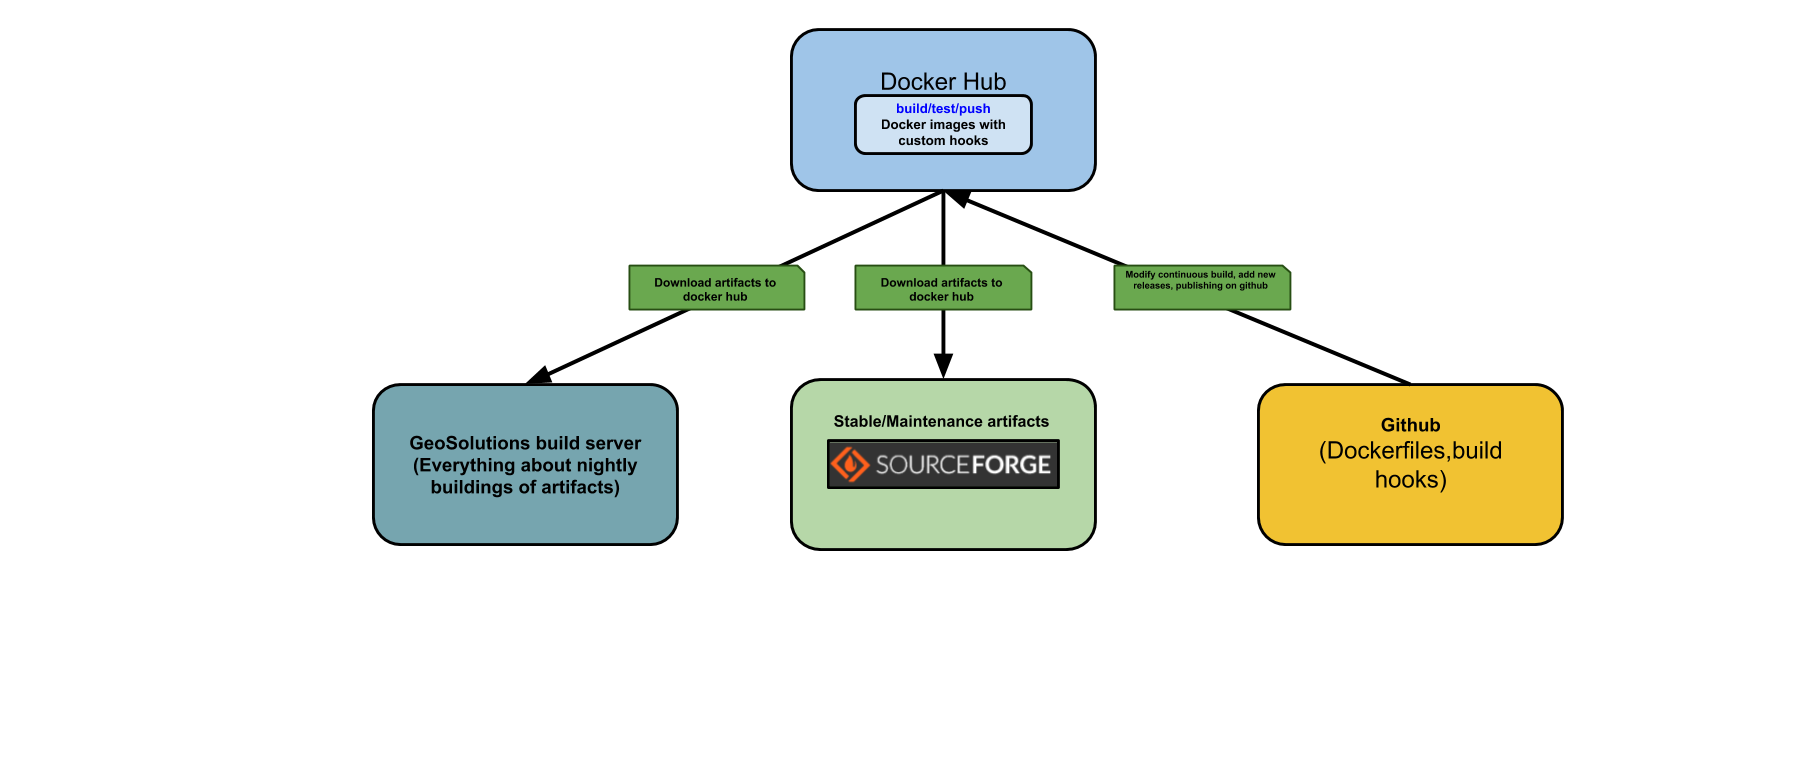 Docker Hub
build/test/push
Docker images with
custom hooks
Download artifacts to
docker hub
Download artifacts to
docker hub
Modify continuous build, add new
releases, publishing on github
GeoSolutions build server
(Everything about nightly
buildings of artifacts)
Stable/Maintenance artifacts
SOURCEFORGE
Github
(Dockerfiles,build
hooks)